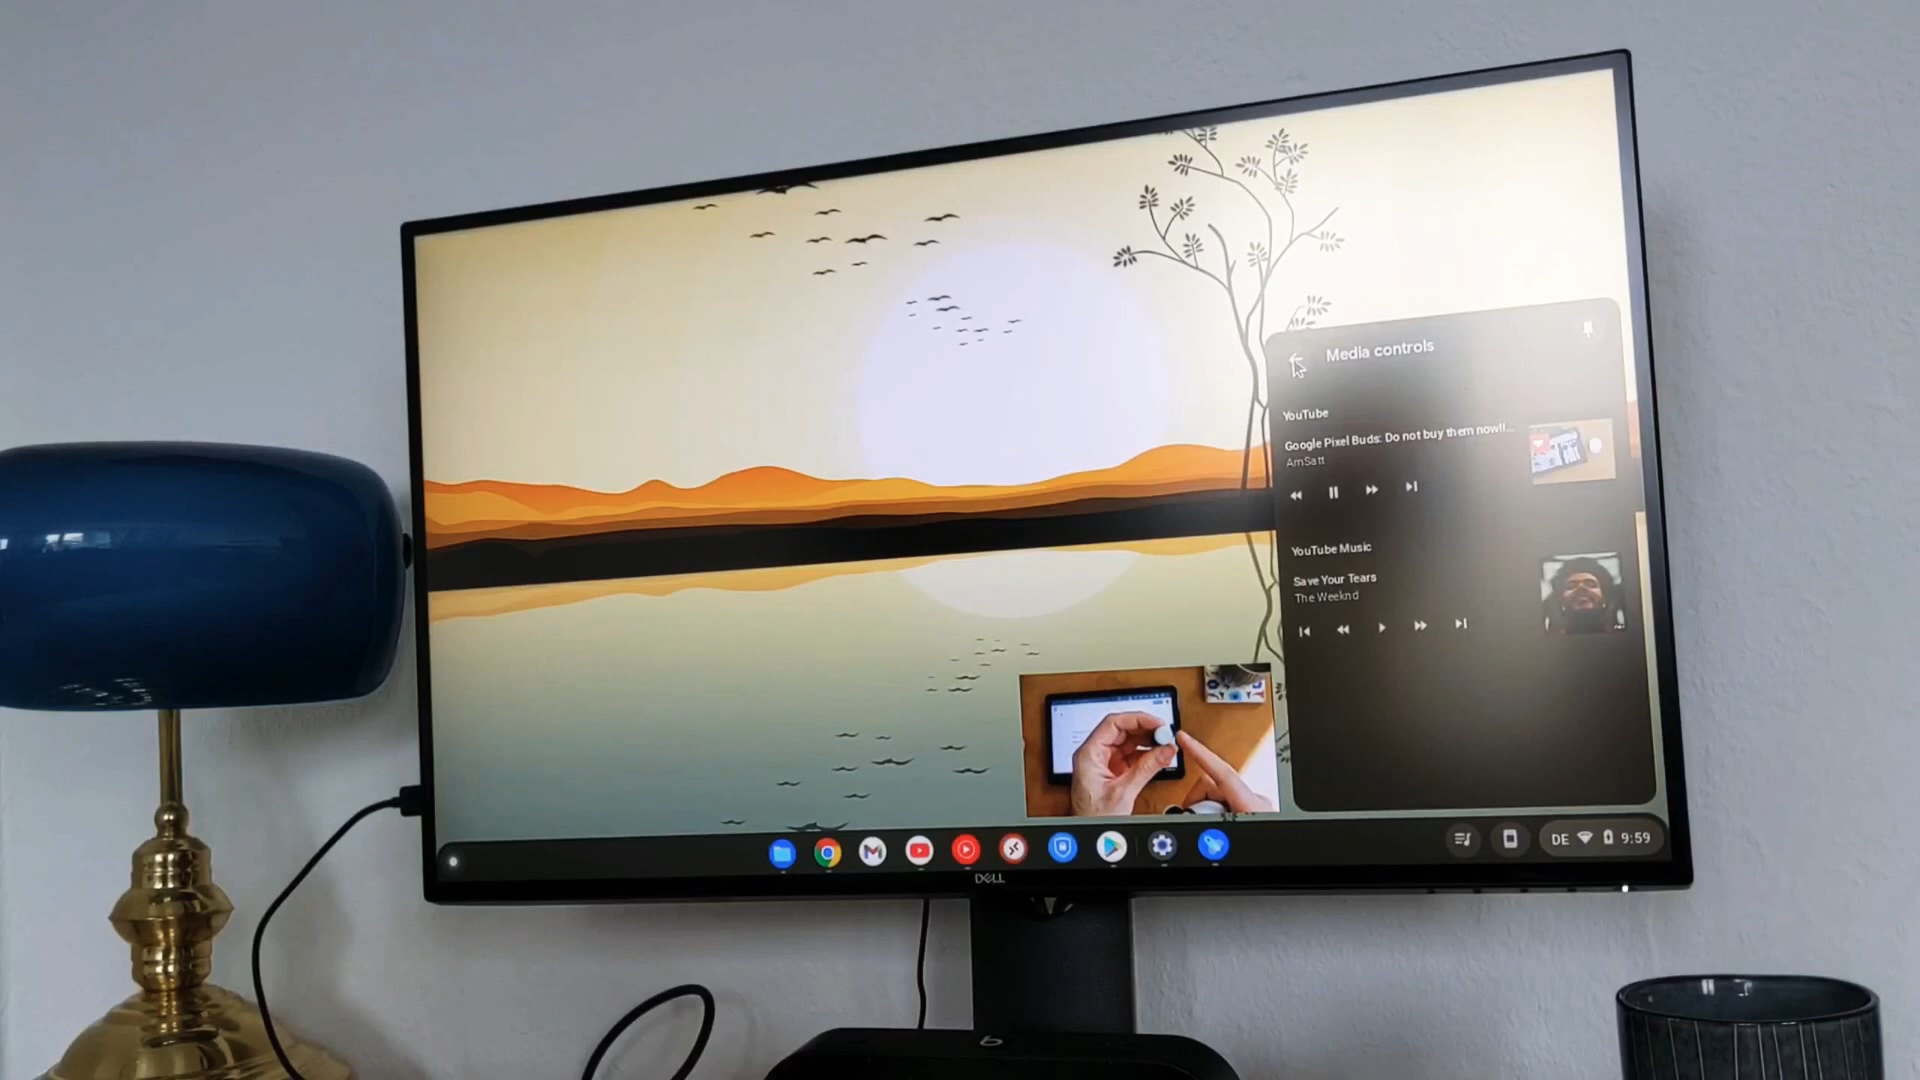 Media controls
YouTube
Google Pixel Buds: Do not buy them now!!...
AmSatt
YouTube Music
Save Your Tears
The Weeknd
DE 9:59
DELL